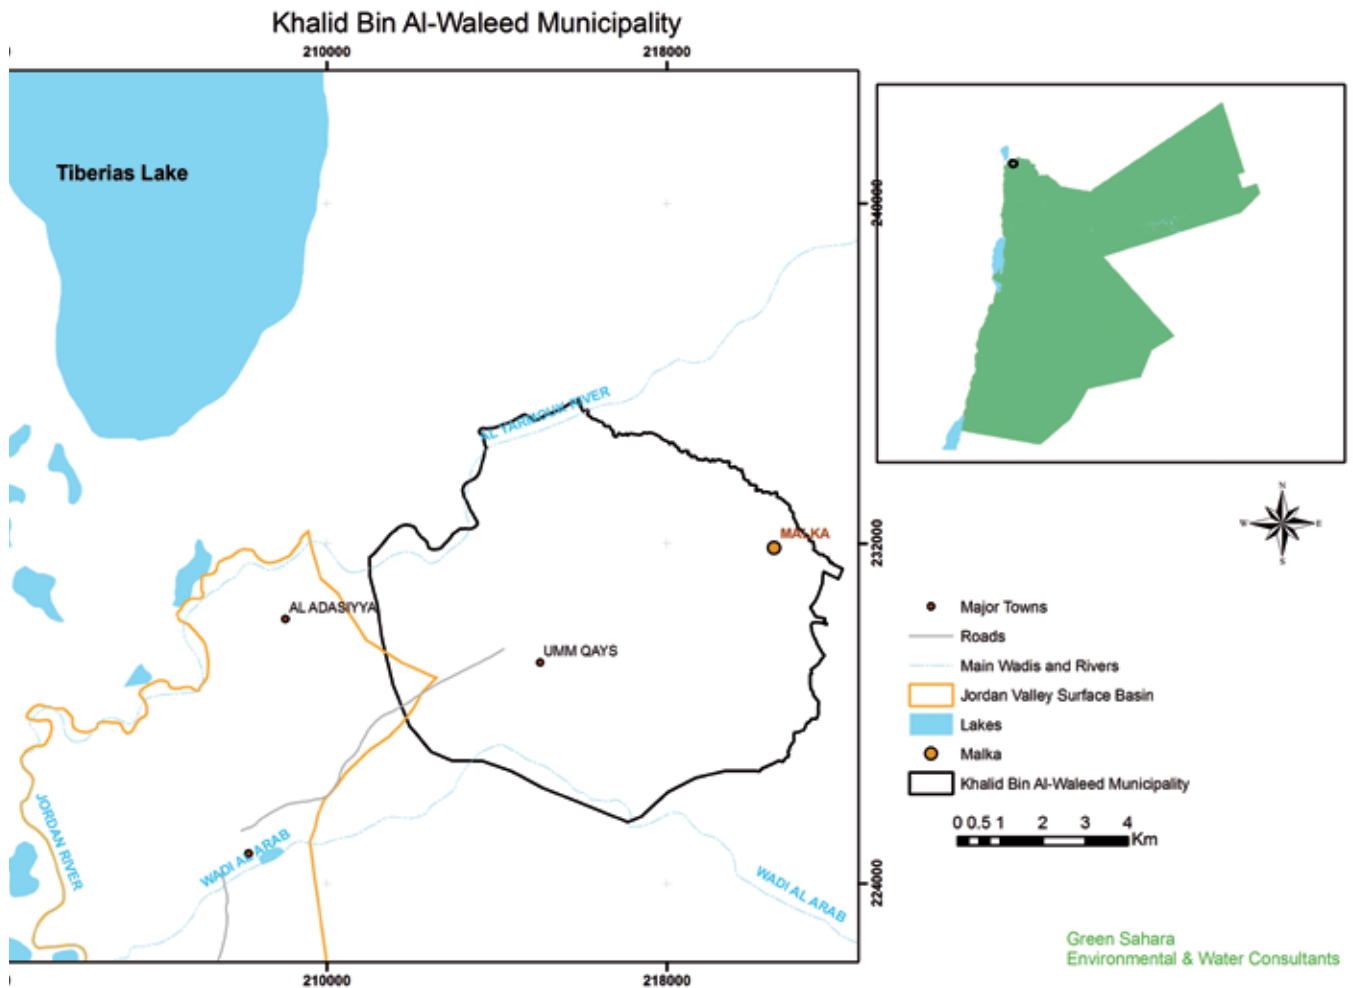 Khalid Bin Al-Waleed Municipality
210000
218000
Tiberias Lake
240000
AL YARMOUK RIVER
MALKA
232000
AL ADASIYYA
UMM QAYS
JORDAN RIVER
WADI AL ARAB
WADI AL ARAB
224000
210000
218000
N
W
E
S
Major Towns
Roads
Main Wadis and Rivers
Jordan Valley Surface Basin
Lakes
Malka
Khalid Bin Al-Waleed Municipality
0 0.5 1 2 3 4
Km
Green Sahara
Environmental & Water Consultants